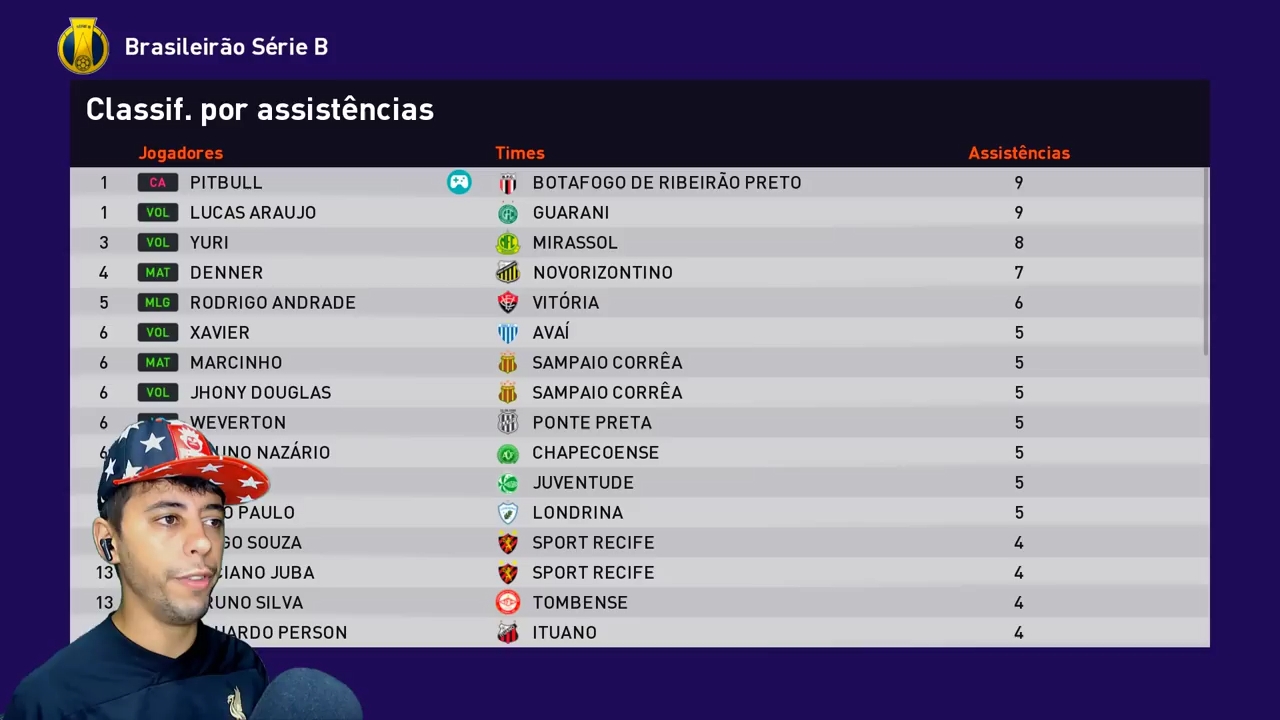 Brasileirão Série B
Classif. por assistências
Jogadores Times Assistências
1 CA PITBULL BOTAFOGO DE RIBEIRÃO PRETO 9
1 VOL LUCAS ARAUJO GUARANI 9
3 VOL YURI MIRASSOL 8
4 MAT DENNER NOVORIZONTINO 7
5 MLG RODRIGO ANDRADE VITÓRIA 6
6 VOL XAVIER AVAÍ 5
6 MAT MARCINHO SAMPAIO CORRÊA 5
6 VOL JHONY DOUGLAS SAMPAIO CORRÊA 5
6 WEVERTON PONTE PRETA 5
6 NAZÁRIO CHAPECOENSE 5
JUVENTUDE 5
PAULO LONDRINA 5
SOUZA SPORT RECIFE 4
13 JUBA SPORT RECIFE 4
13 SILVA TOMBENSE 4
PERSON ITUANO 4